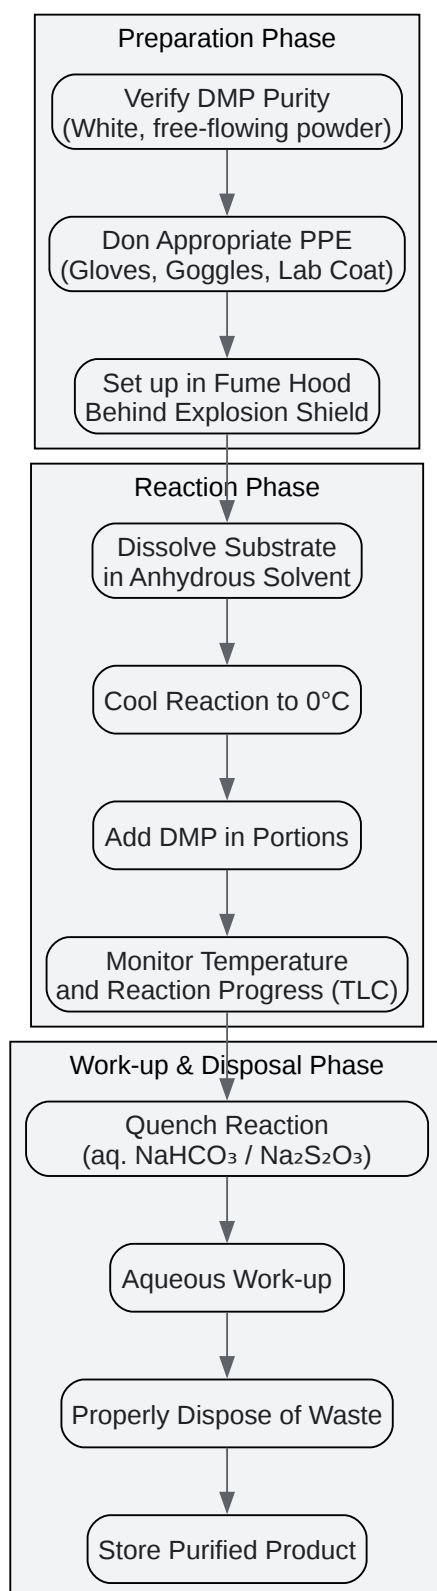 Preparation Phase
Verify DMP Purity
(White, free-flowing powder)
Don Appropriate PPE
(Gloves, Goggles, Lab Coat)
Set up in Fume Hood
Behind Explosion Shield
Reaction Phase
Dissolve Substrate
in Anhydrous Solvent
Cool Reaction to 0°C
Add DMP in Portions
Monitor Temperature
and Reaction Progress (TLC)
Work-up & Disposal Phase
Quench Reaction
(aq. NaHCO₃ / Na₂S₂O₃)
Aqueous Work-up
Properly Dispose of Waste
Store Purified Product